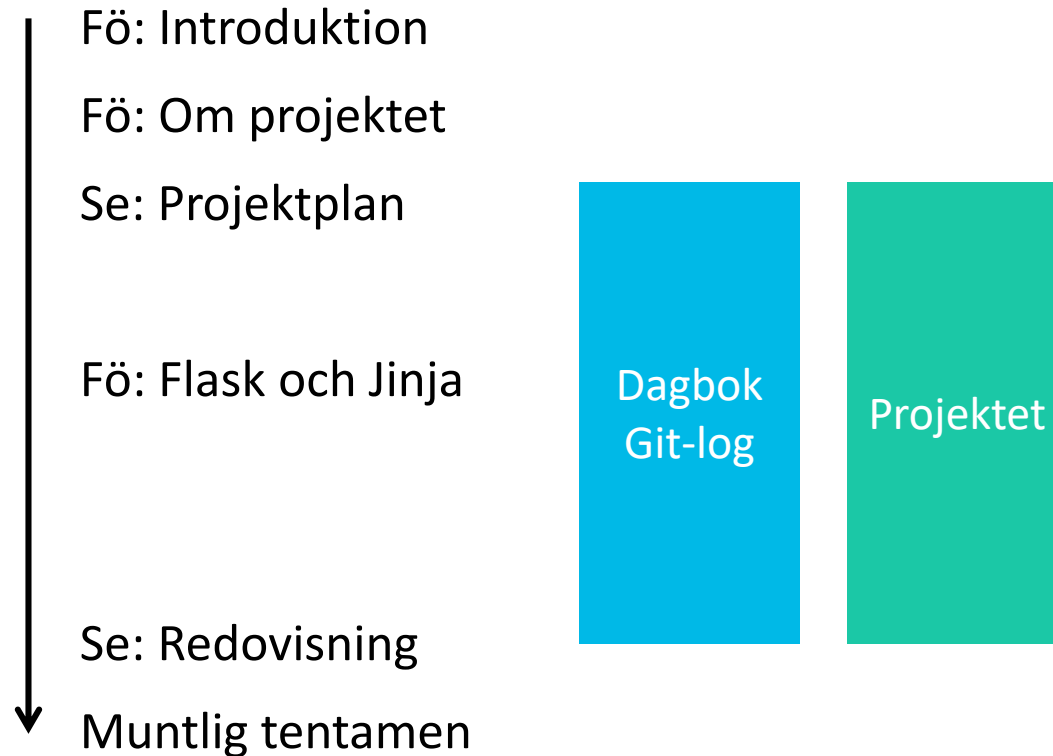 Fö: Introduktion
Fö: Om projektet
Se: Projektplan
Fö: Flask och Jinja
Dagbok
Git-log
Projektet
Se: Redovisning
Muntlig tentamen